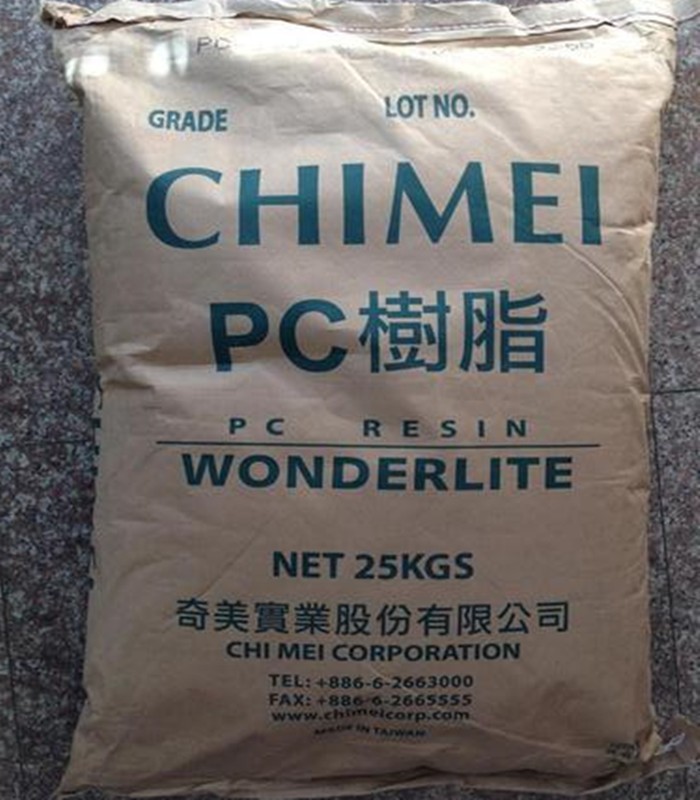 PC
GRADE LOT NO.
CHIMEI
PC樹脂
PC RESIN
WONDERLITE
NET 25KGS
奇美實業股份有限公司
CHI MEI CORPORATION
TEL: +886-6-2663000
FAX: +886-6-2665555
www.chimeicorp.com
MADE IN TAIWAN